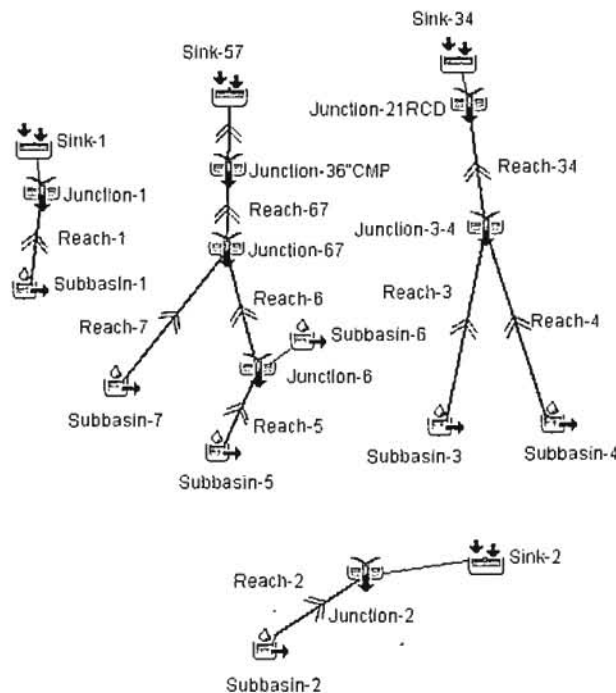 Sink-34
Sink-57
Junction-21RCD
Sink-1
Junction-36"CMP
Reach-34
Junction-1
Reach-67
Junction-3-4
Reach-1
Junction-67
Subbasin-1
Reach-6
Reach-3
Reach-7
Subbasin-6
Reach-4
Junction-6
Subbasin-7
Reach-5
Subbasin-3
Subbasin-4
Subbasin-5
Sink-2
Reach-2
Junction-2
Subbasin-2